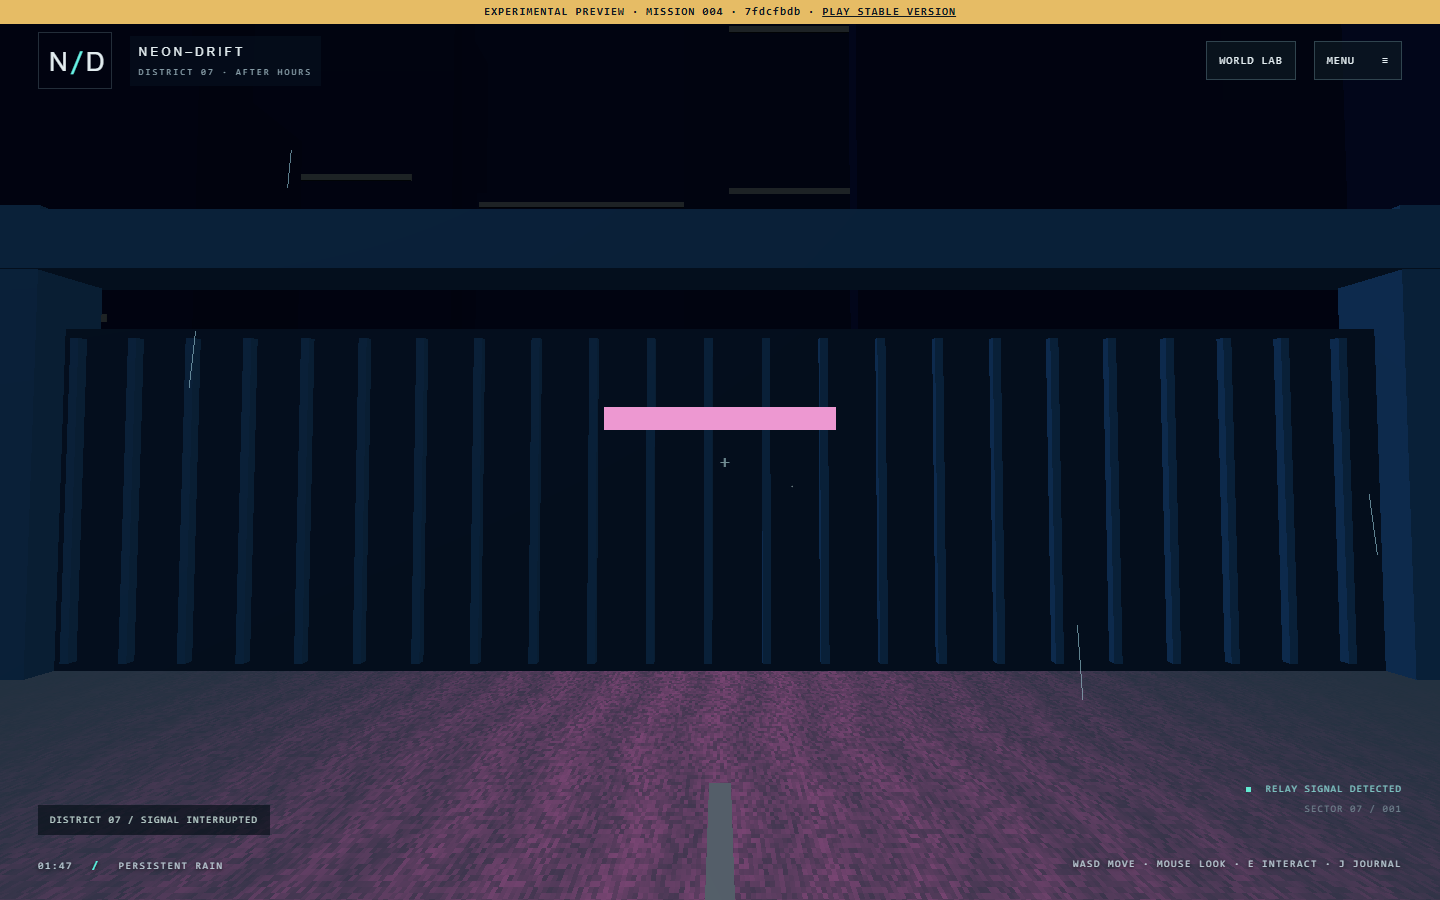 EXPERIMENTAL PREVIEW · MISSION 004 · 7fdcfbdb · PLAY STABLE VERSION
N/D
NEON—DRIFT
DISTRICT 07 · AFTER HOURS
WORLD LAB
MENU ≡
DISTRICT 07 / SIGNAL INTERRUPTED
01:47 / PERSISTENT RAIN
RELAY SIGNAL DETECTED
SECTOR 07 / 001
WASD MOVE · MOUSE LOOK · E INTERACT · J JOURNAL